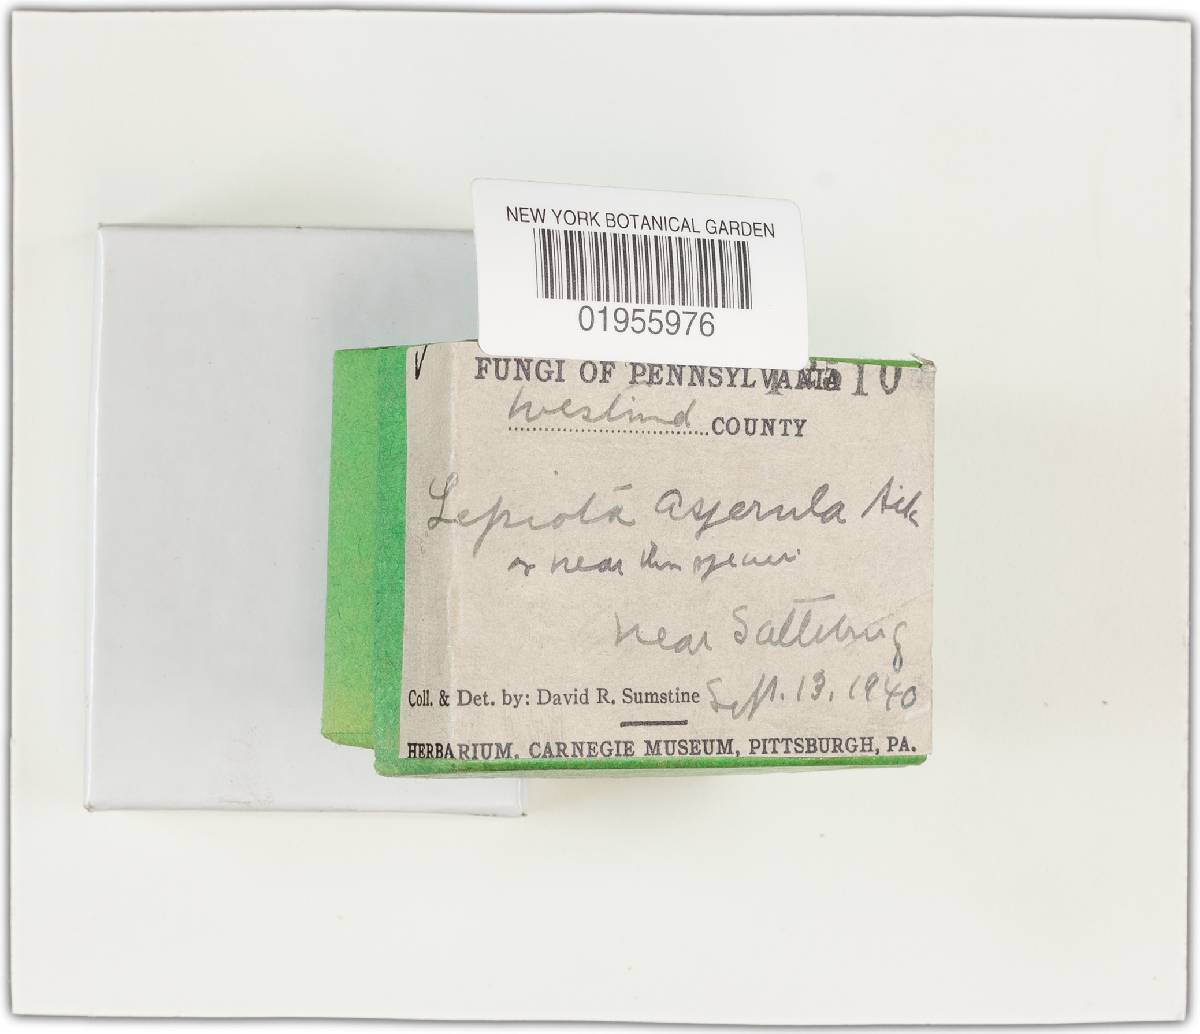 NEW YORK BOTANICAL GARDEN
01955976
FUNGI OF PENNSYLVANIA
Westmd COUNTY
Lepiota asperula Atk
or near this species
near Saltsburg
Coll. & Det. by: David R. Sumstine Sept. 13, 1940
HERBARIUM, CARNEGIE MUSEUM, PITTSBURGH, PA.